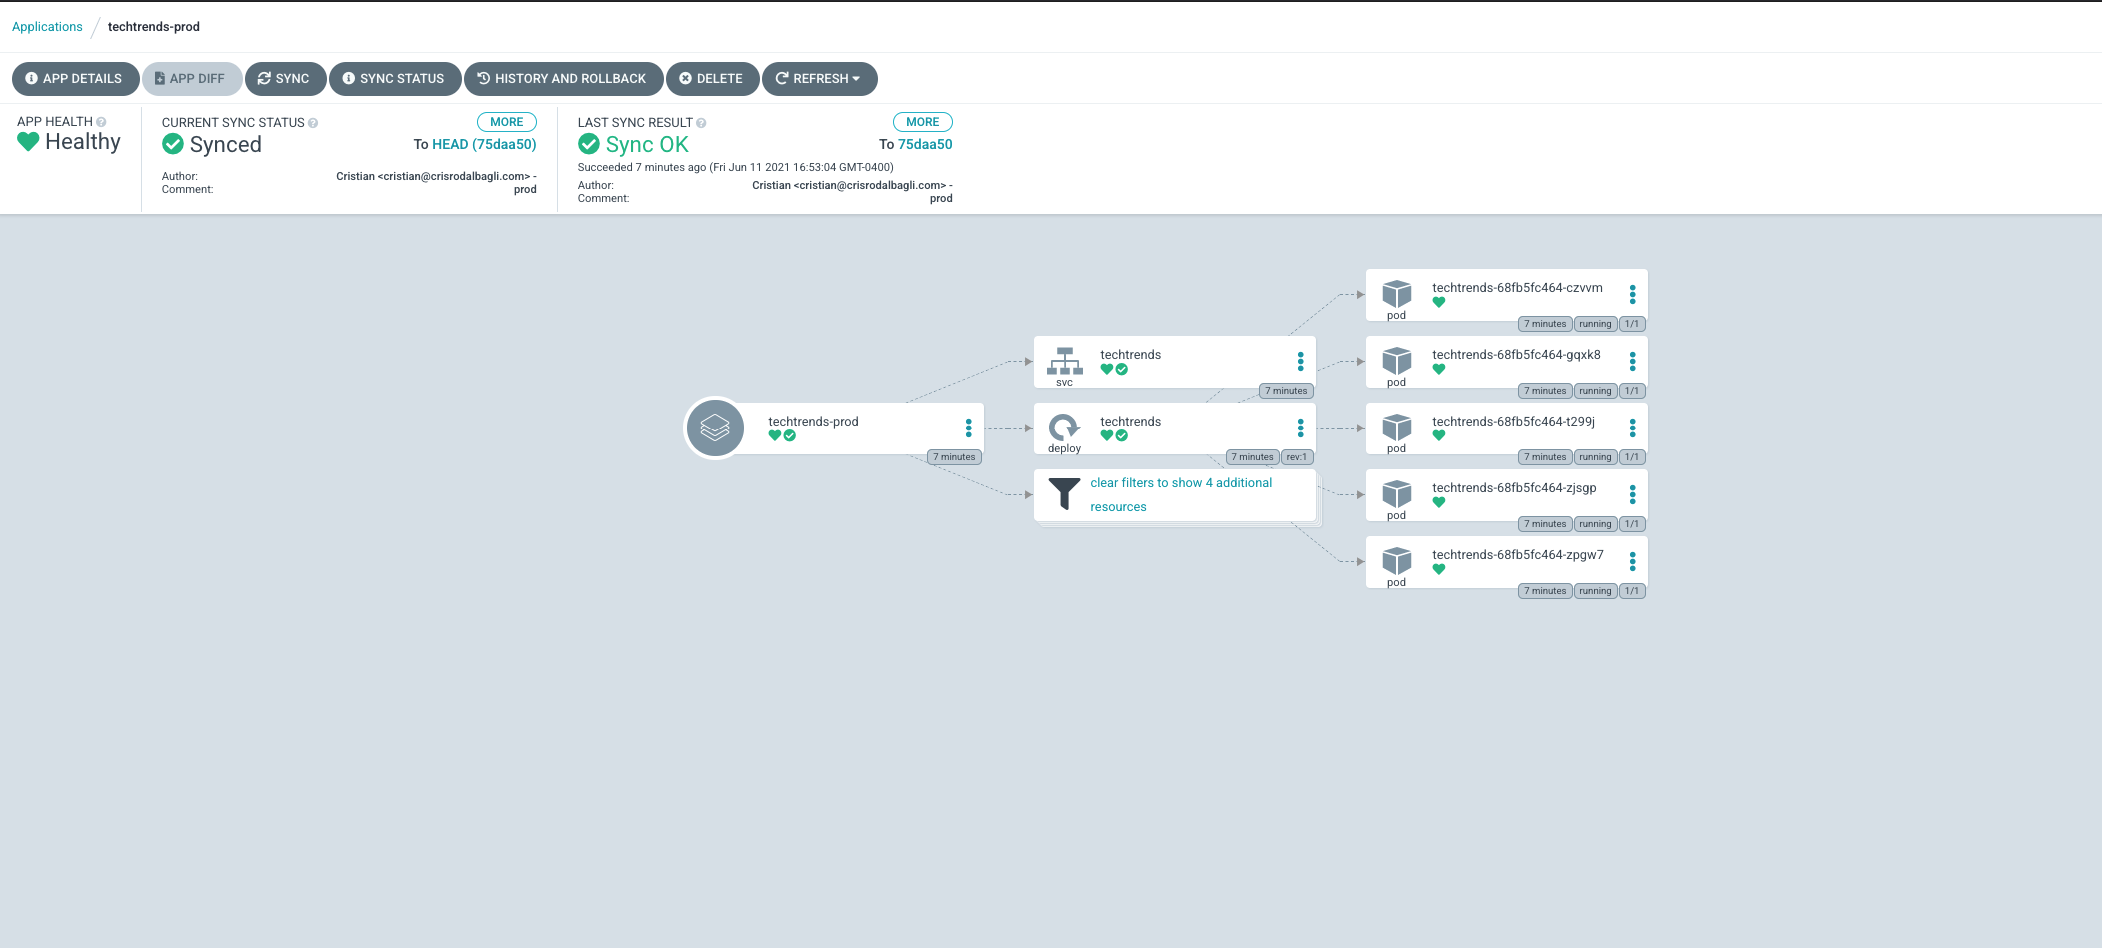 Applications / techtrends-prod
APP DETAILS APP DIFF SYNC SYNC STATUS HISTORY AND ROLLBACK DELETE REFRESH
APP HEALTH
Healthy
CURRENT SYNC STATUS MORE
Synced To HEAD (75daa50)
Author: Cristian <cristian@crisrodalbagli.com> -
Comment: prod
LAST SYNC RESULT MORE
Sync OK To 75daa50
Succeeded 7 minutes ago (Fri Jun 11 2021 16:53:04 GMT-0400)
Author: Cristian <cristian@crisrodalbagli.com> -
Comment: prod
techtrends-prod
7 minutes
techtrends
svc
7 minutes
techtrends
deploy
7 minutes rev:1
clear filters to show 4 additional
resources
techtrends-68fb5fc464-czvvm
pod
7 minutes running 1/1
techtrends-68fb5fc464-gqxk8
pod
7 minutes running 1/1
techtrends-68fb5fc464-t299j
pod
7 minutes running 1/1
techtrends-68fb5fc464-zjsgp
pod
7 minutes running 1/1
techtrends-68fb5fc464-zpgw7
pod
7 minutes running 1/1